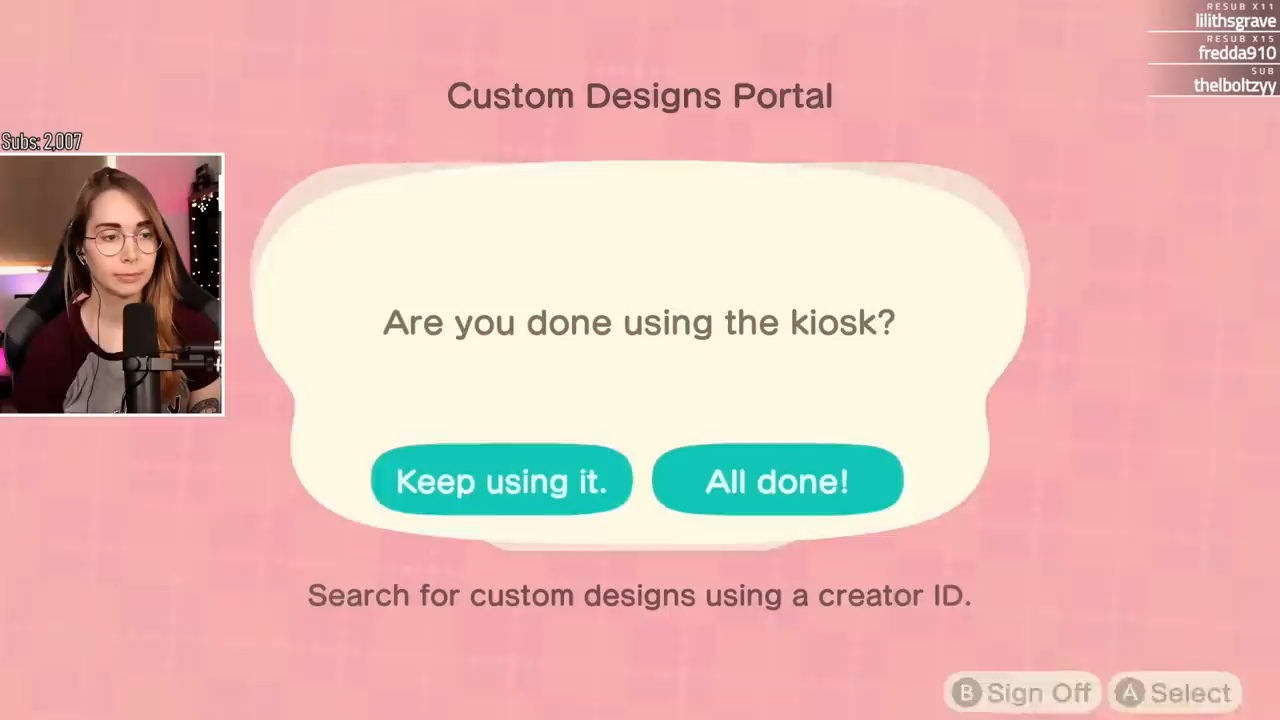 RESUB X11
lilithsgrave
RESUB X15
fredda910
SUB
thelboltzyy
Custom Designs Portal
Subs: 2,007
Are you done using the kiosk?
Keep using it.
All done!
Search for custom designs using a creator ID.
B Sign Off
A Select